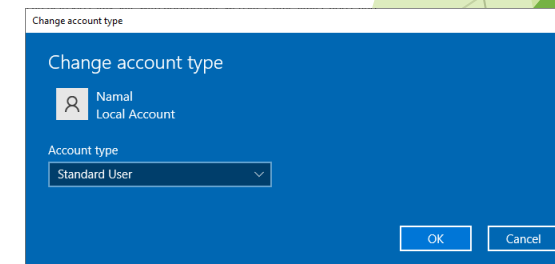 Change account type
Change account type
Namal
Local Account
Account type
Standard User
OK
Cancel